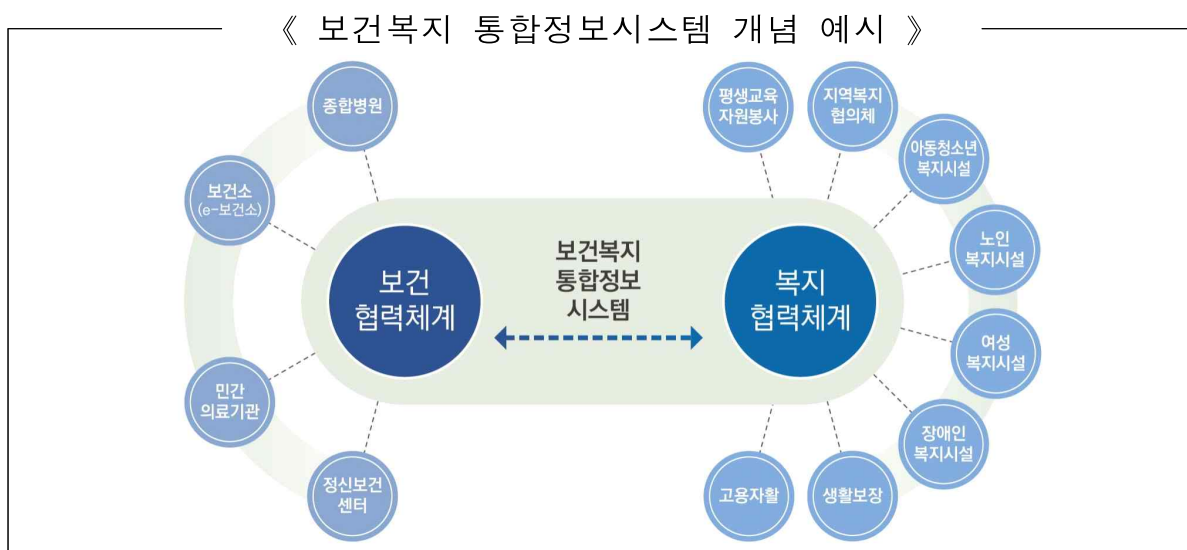 《 보건복지 통합정보시스템 개념 예시 》
종합병원
보건소
(e-보건소)
민간
의료기관
정신보건
센터
보건
협력체계
보건복지
통합정보
시스템
복지
협력체계
평생교육
자원봉사
지역복지
협의체
아동청소년
복지시설
노인
복지시설
여성
복지시설
장애인
복지시설
생활보장
고용자활